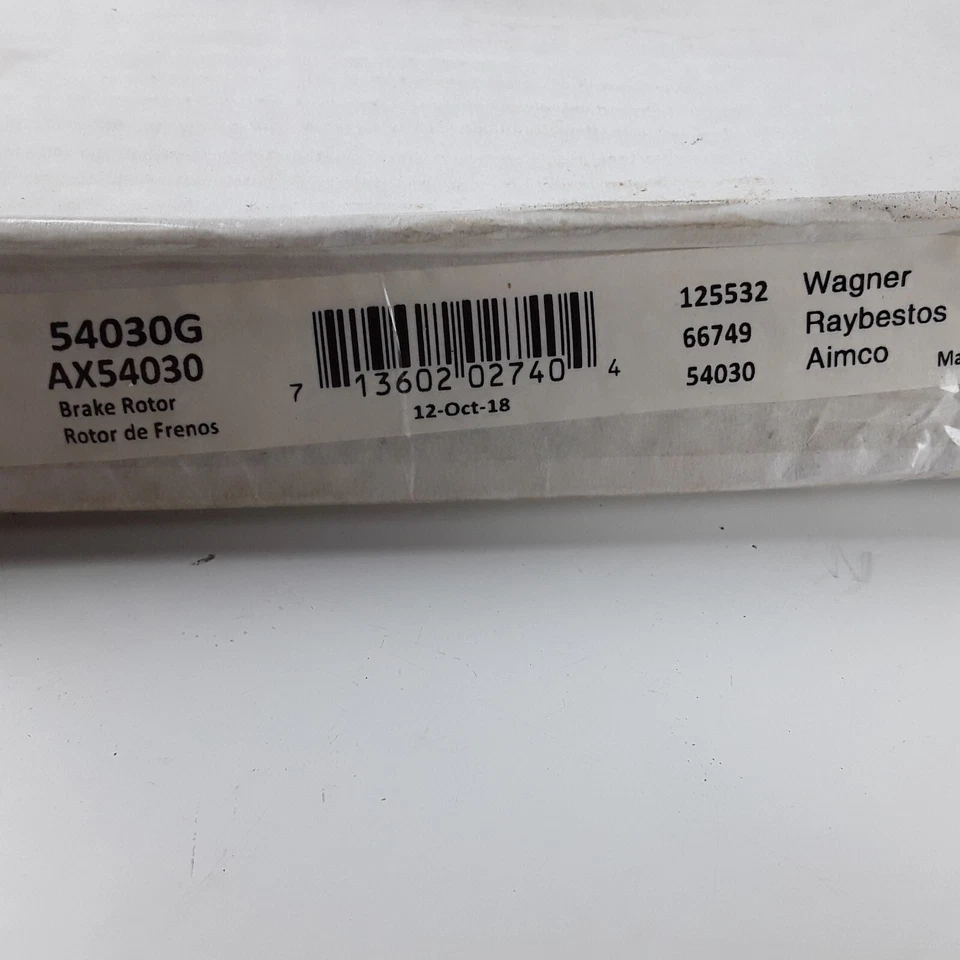 54030G
AX54030
Brake Rotor
Rotor de Frenos
7 13602 02740 4
12-Oct-18
125532 Wagner
66749 Raybestos
54030 Aimco
Ma